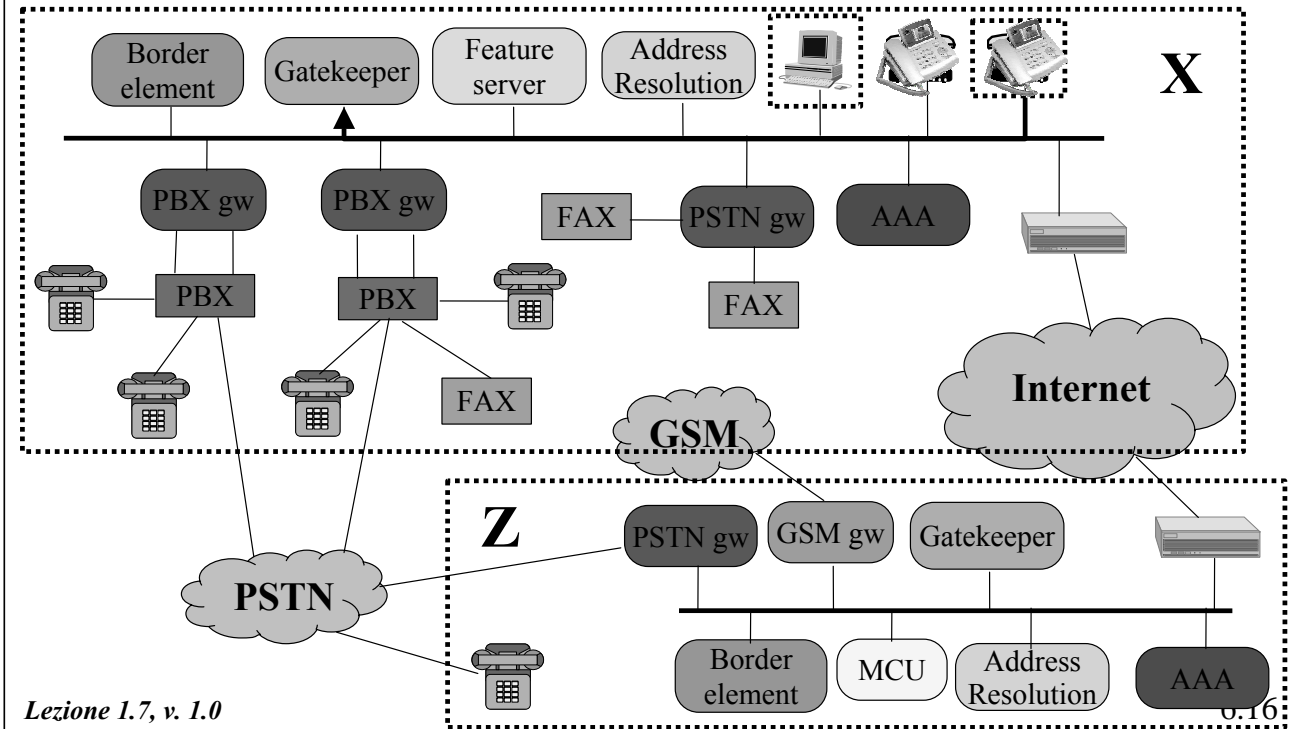 Border
element
Gatekeeper
Feature
server
Address
Resolution
X
PBX gw
PBX gw
FAX
PSTN gw
AAA
PBX
PBX
FAX
FAX
Internet
GSM
Z
PSTN gw
GSM gw
Gatekeeper
PSTN
Border
element
MCU
Address
Resolution
AAA
Lezione 1.7, v. 1.0
6.16